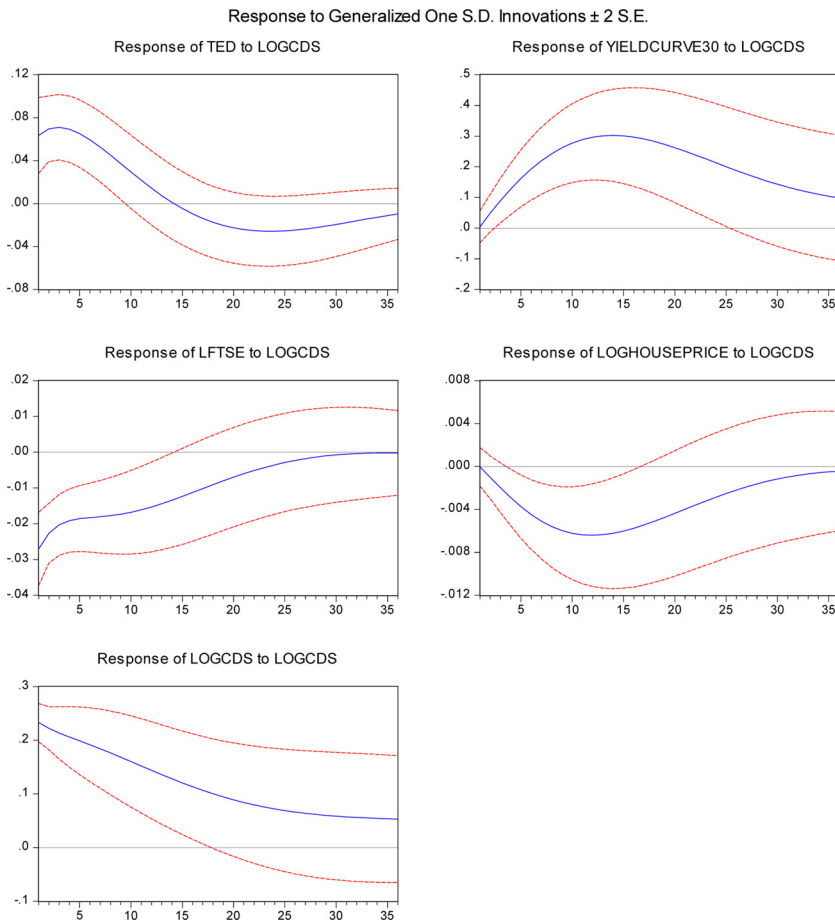 Response to Generalized One S.D. Innovations ± 2 S.E.
Response of TED to LOGCDS
.12
.08
.04
.00
-.04
-.08
5 10 15 20 25 30 35
Response of YIELDCURVE30 to LOGCDS
.5
.4
.3
.2
.1
.0
-.1
-.2
5 10 15 20 25 30 35
Response of LFTSE to LOGCDS
.02
.01
.00
-.01
-.02
-.03
-.04
5 10 15 20 25 30 35
Response of LOGHOUSEPRICE to LOGCDS
.008
.004
.000
-.004
-.008
-.012
5 10 15 20 25 30 35
Response of LOGCDS to LOGCDS
.3
.2
.1
.0
-.1
5 10 15 20 25 30 35